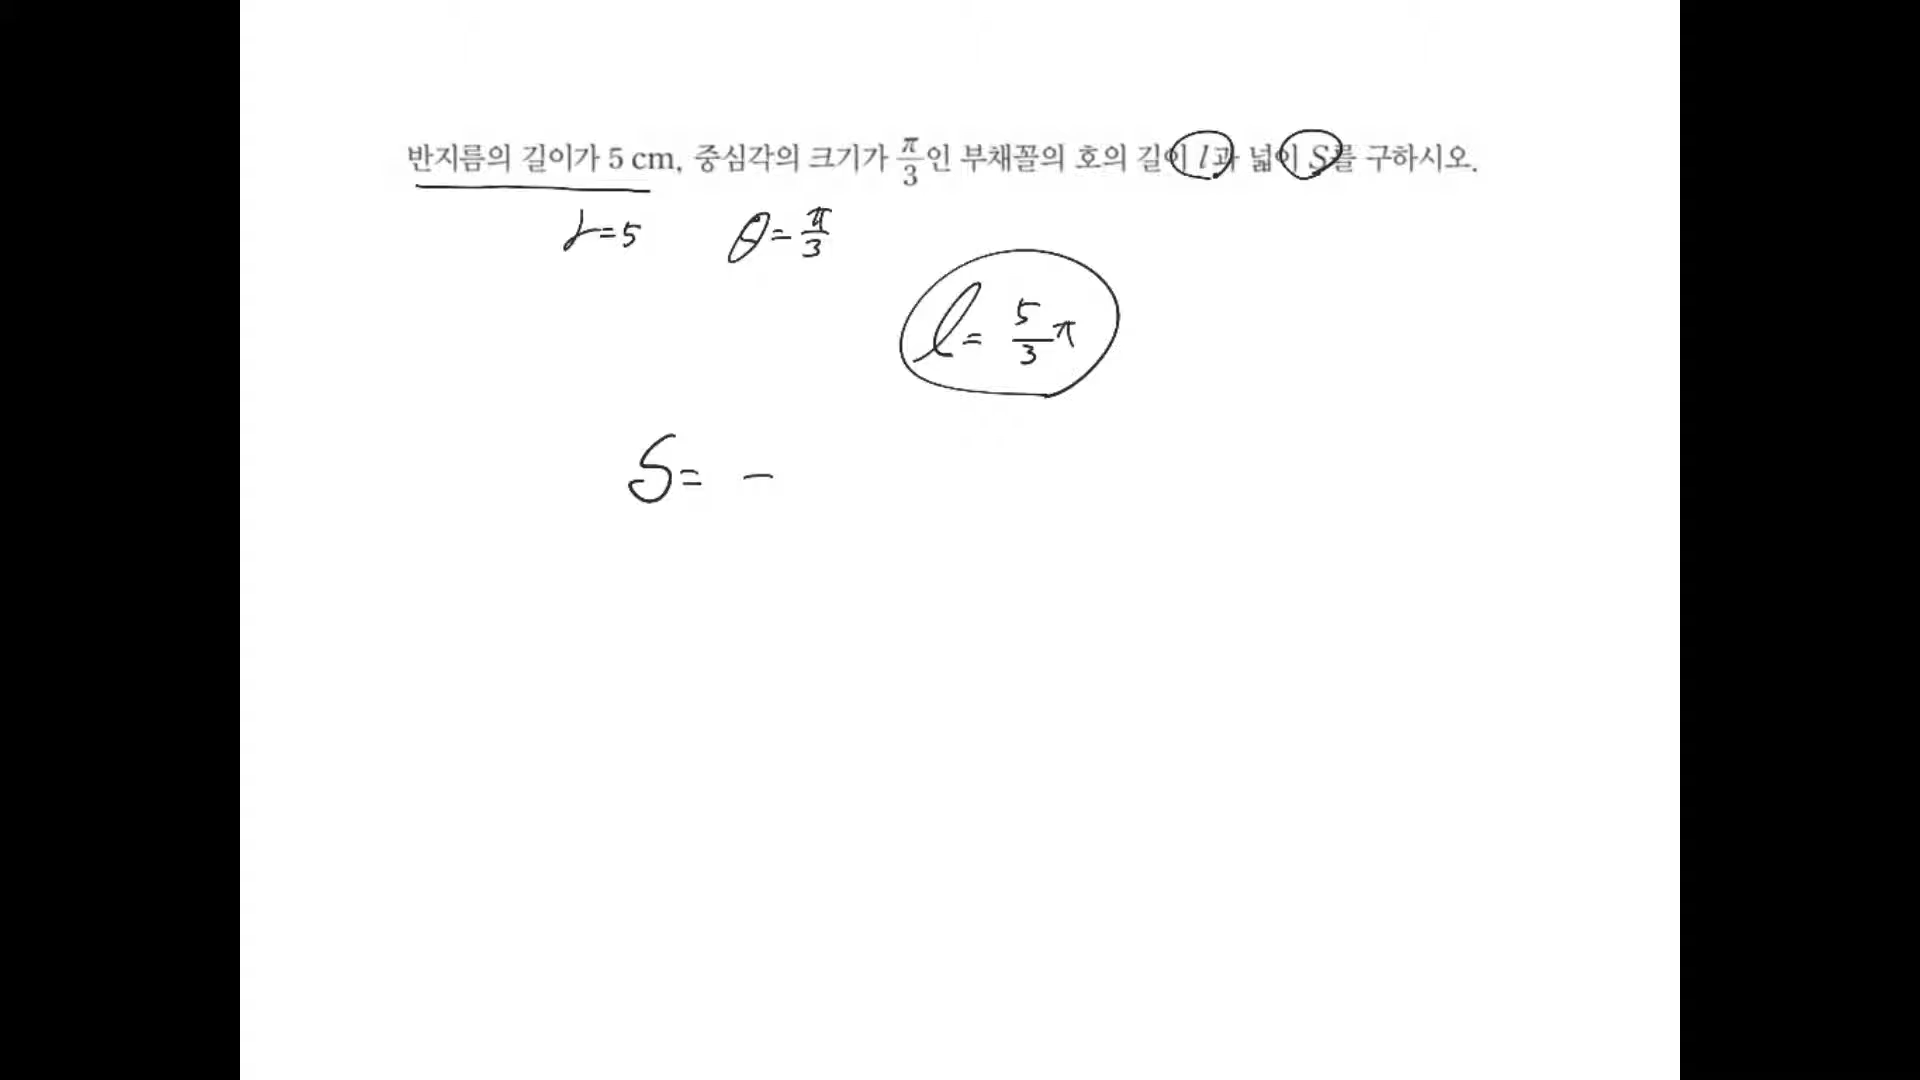 반지름의 길이가 5 cm, 중심각의 크기가 π/3인 부채꼴의 호의 길이 l과 넓이 S를 구하시오.
r=5 θ=π/3
l= 5/3 π
S= −